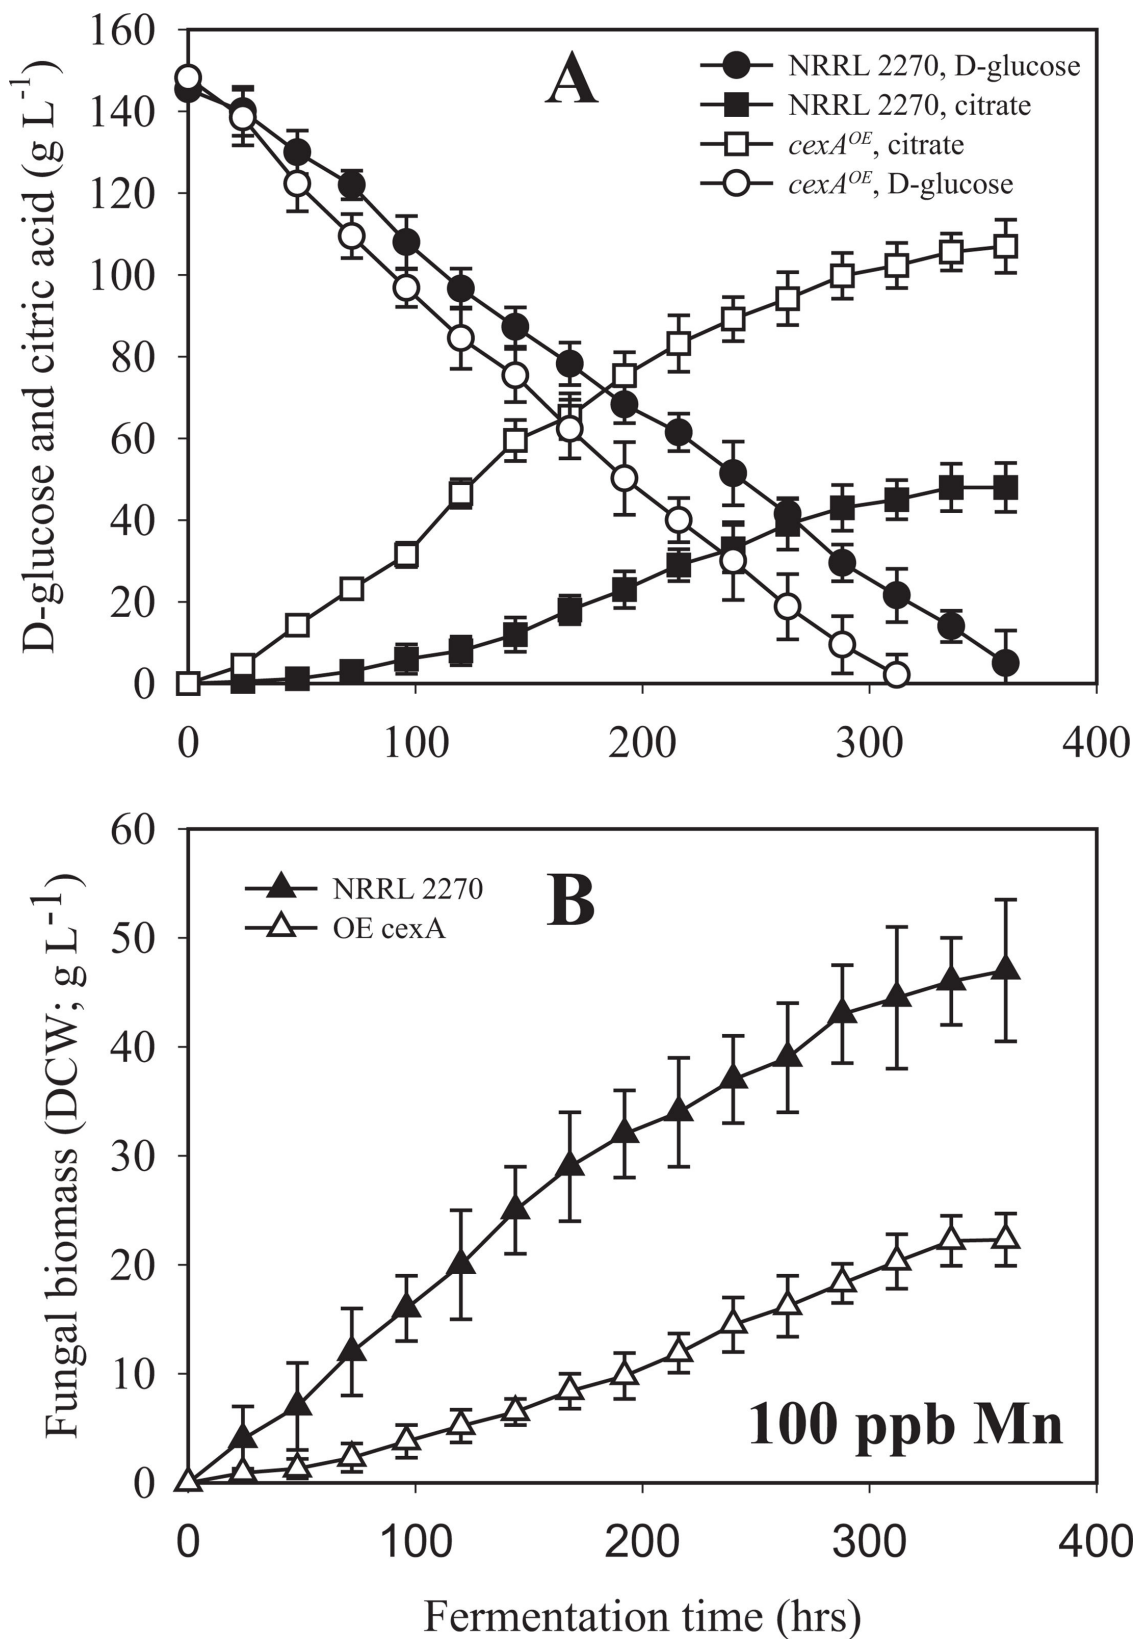 160
140
120
100
80
60
40
20
0
D-glucose and citric acid (g L-1)
A
NRRL 2270, D-glucose
NRRL 2270, citrate
cexAOE, citrate
cexAOE, D-glucose
0 100 200 300 400
60
50
40
30
20
10
0
Fungal biomass (DCW; g L-1)
NRRL 2270
OE cexA
B
100 ppb Mn
0 100 200 300 400
Fermentation time (hrs)